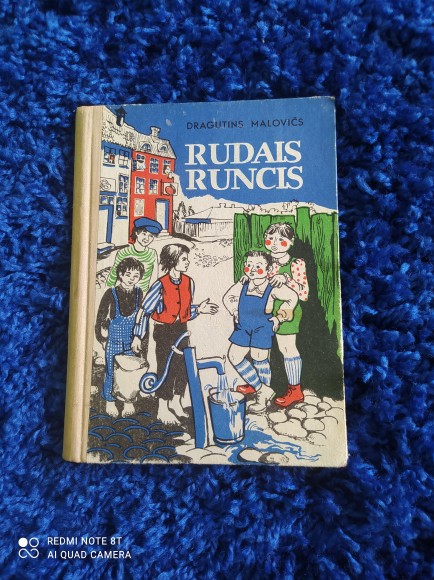 DRAGUTINS MALOVIČS
RUDAIS
RUNCIS
REDMI NOTE 8T
AI QUAD CAMERA